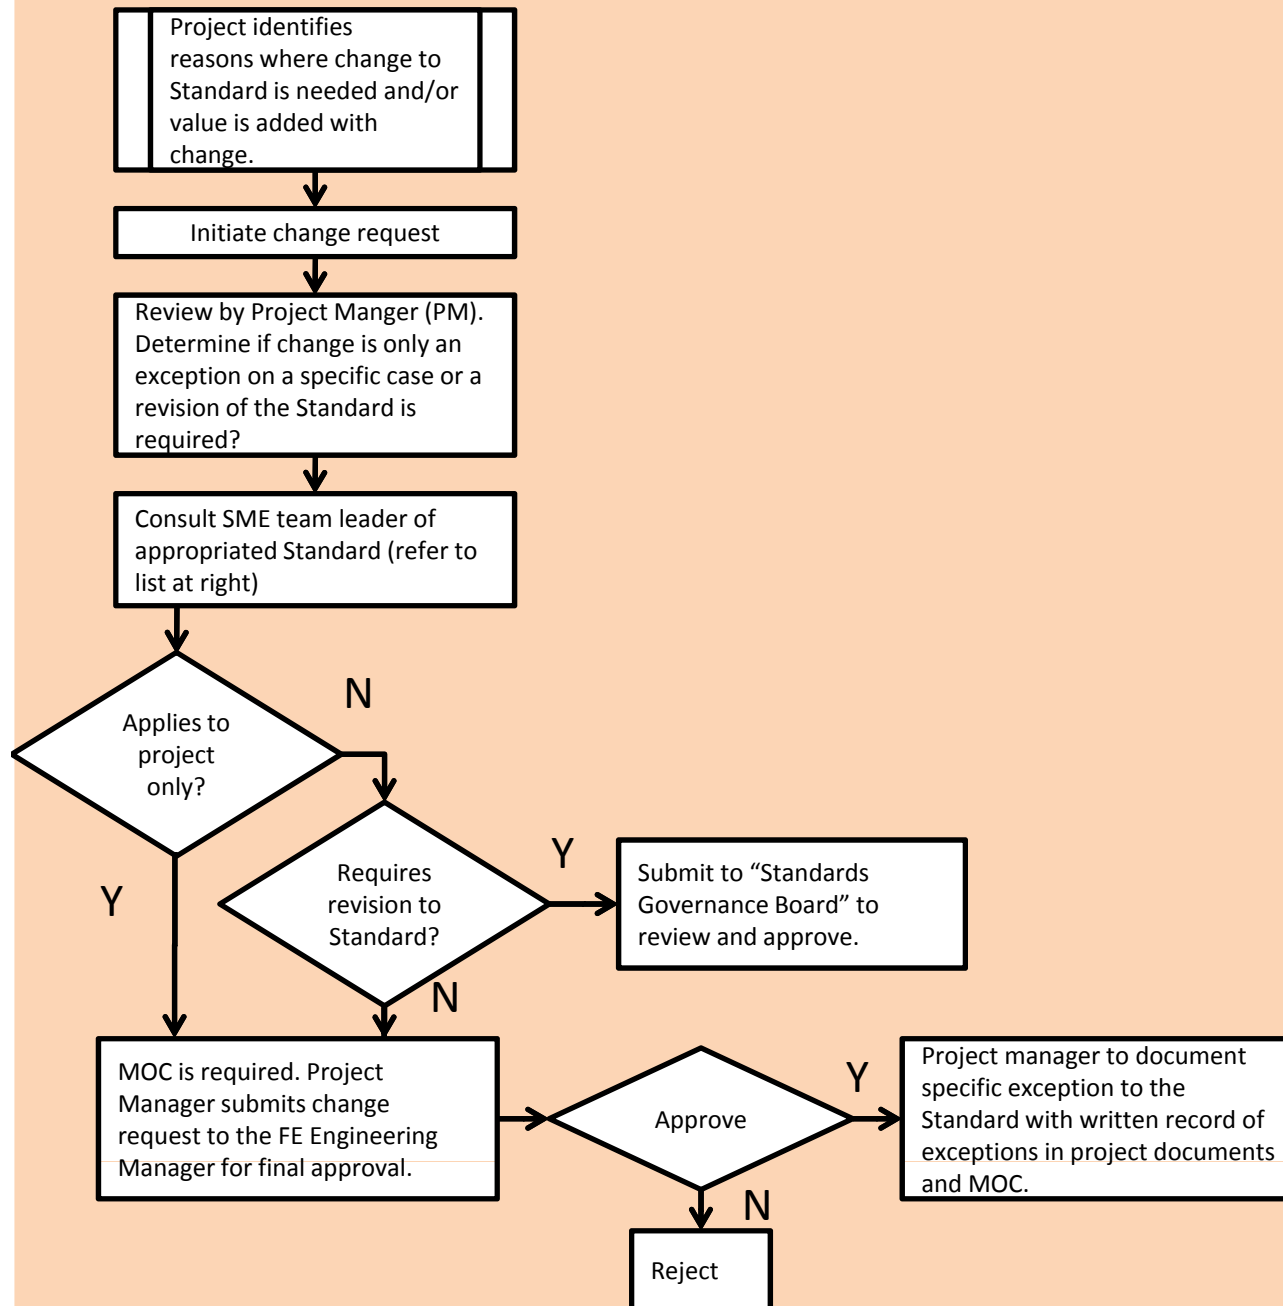 Project identifies
reasons where change to
Standard is needed and/or
value is added with
change.
Initiate change request
Review by Project Manger (PM).
Determine if change is only an
exception on a specific case or a
revision of the Standard is
required?
Consult SME team leader of
appropriated Standard (refer to
list at right)
N
Applies to
project
only?
Y
Y
Requires
revision to
Standard?
Submit to “Standards
Governance Board” to
review and approve.
N
MOC is required. Project
Manager submits change
request to the FE Engineering
Manager for final approval.
Approve
Y
Project manager to document
specific exception to the
Standard with written record of
exceptions in project documents
and MOC.
N
Reject